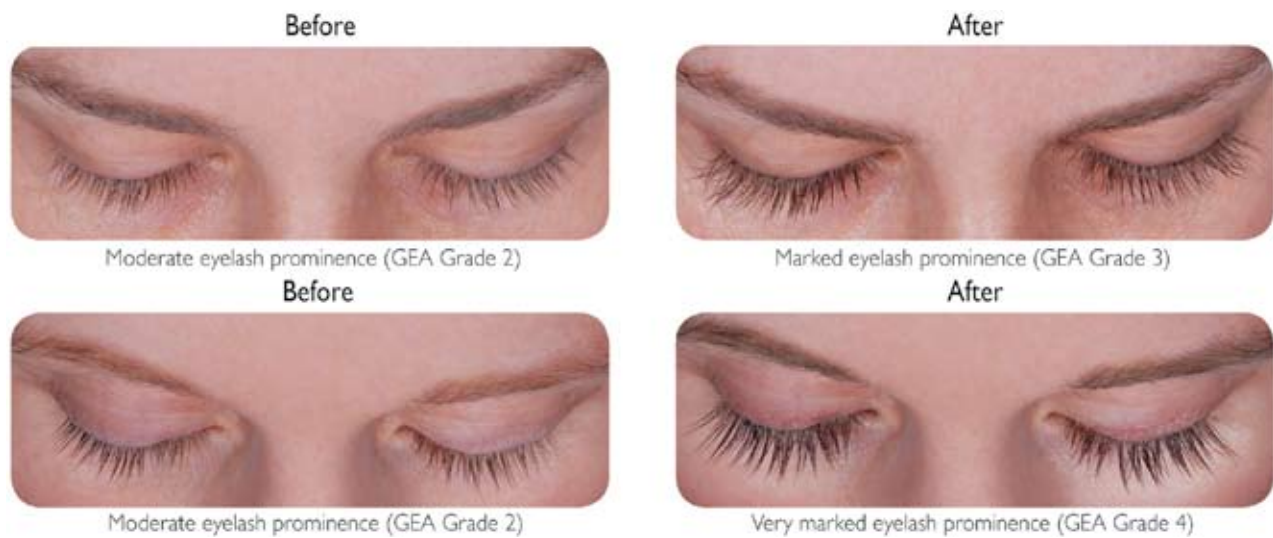 Before
After
Moderate eyelash prominence (GEA Grade 2)
Marked eyelash prominence (GEA Grade 3)
Before
After
Moderate eyelash prominence (GEA Grade 2)
Very marked eyelash prominence (GEA Grade 4)